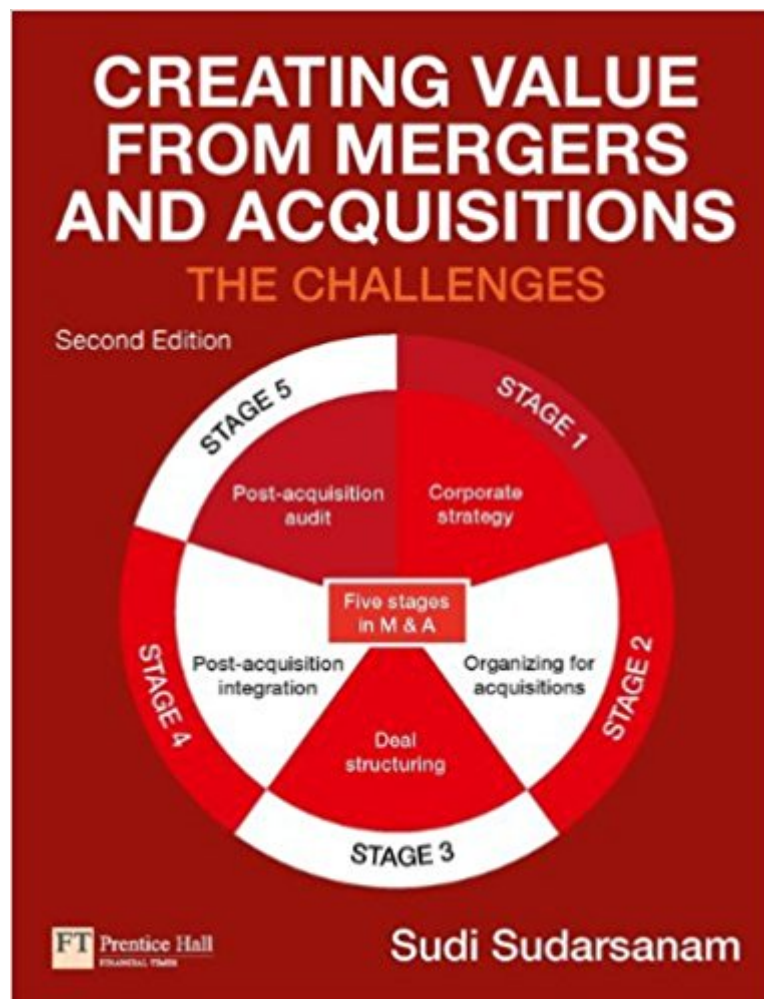 CREATING VALUE
FROM MERGERS
AND ACQUISITIONS
THE CHALLENGES
Second Edition
STAGE 1
Corporate
strategy
STAGE 2
Organizing for
acquisitions
STAGE 3
Deal
structuring
STAGE 4
Post-acquisition
integration
STAGE 5
Post-acquisition
audit
Five stages
in M & A
FT Prentice Hall
FINANCIAL TIMES
Sudi Sudarsanam